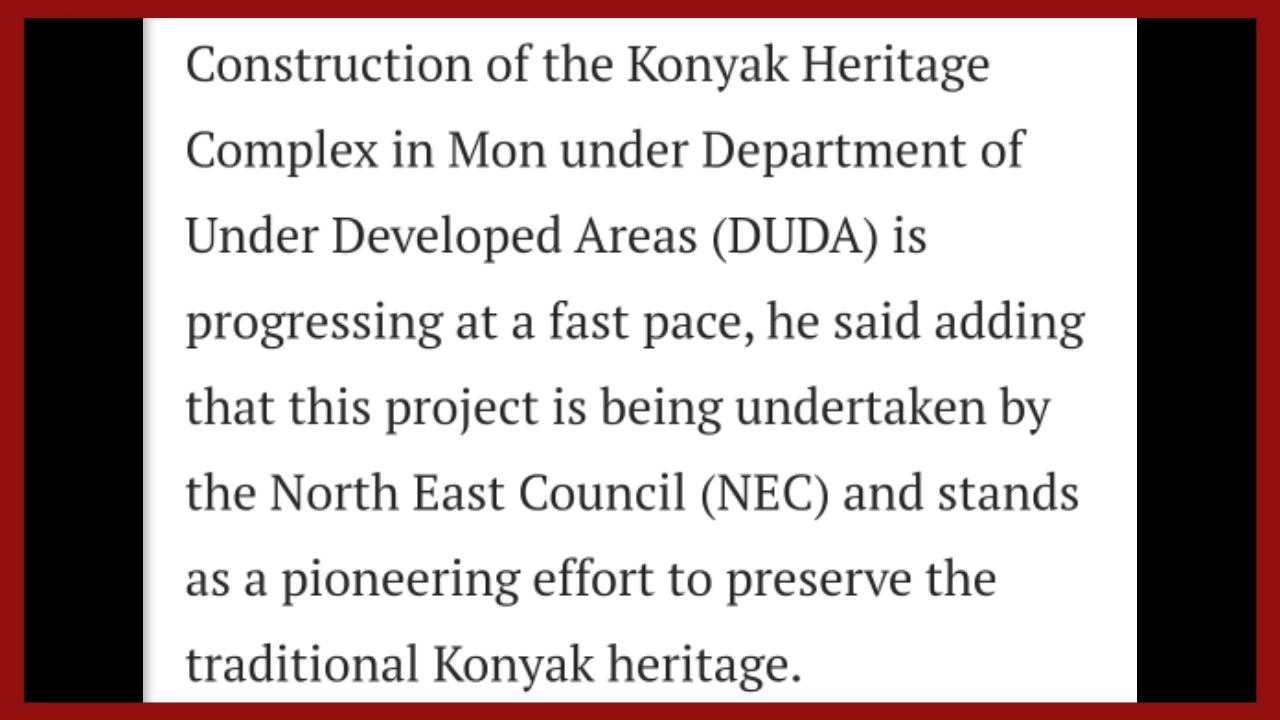 Construction of the Konyak Heritage
Complex in Mon under Department of
Under Developed Areas (DUDA) is
progressing at a fast pace, he said adding
that this project is being undertaken by
the North East Council (NEC) and stands
as a pioneering effort to preserve the
traditional Konyak heritage.